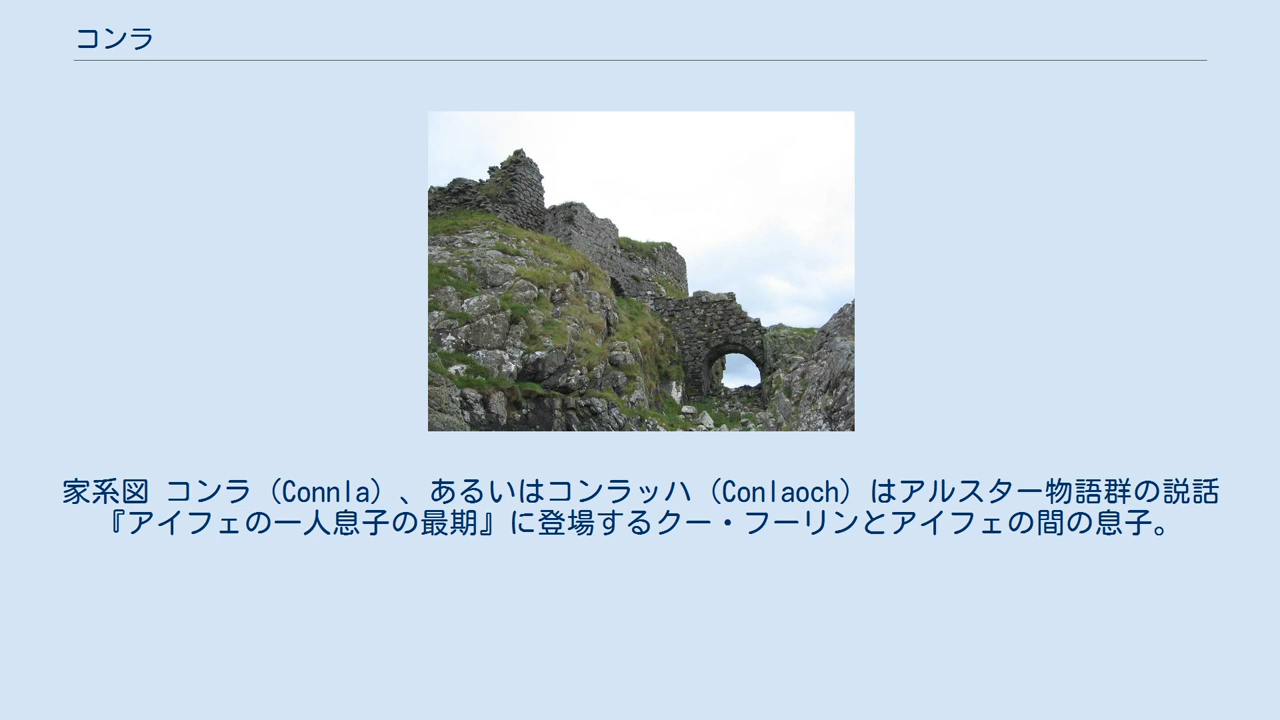 コンラ
家系図 コンラ（Connla）、あるいはコンラッハ（Conlaoch）はアルスター物語群の説話
『アイフェの一人息子の最期』に登場するクー・フーリンとアイフェの間の息子。